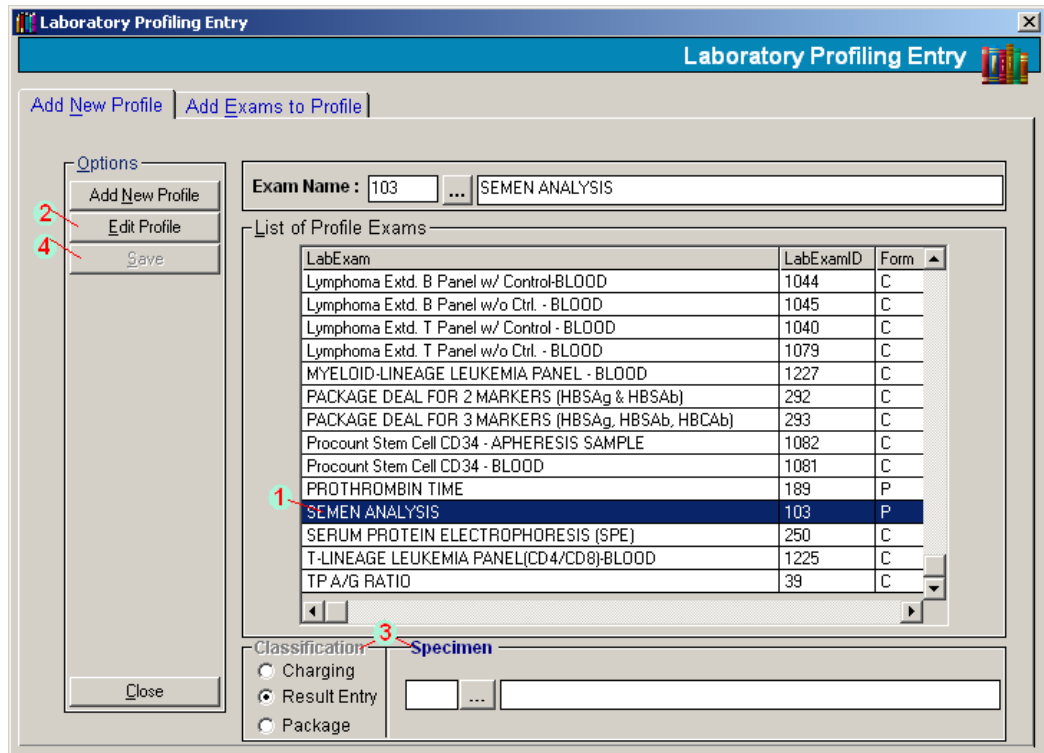 Laboratory Profiling Entry
Laboratory Profiling Entry
Add New Profile Add Exams to Profile
Options
Add New Profile
2 Edit Profile
4 Save
Close
Exam Name : 103 ... SEMEN ANALYSIS
List of Profile Exams
LabExam LabExamID Form
Lymphoma Extd. B Panel w/ Control-BLOOD 1044 C
Lymphoma Extd. B Panel w/o Ctrl. - BLOOD 1045 C
Lymphoma Extd. T Panel w/ Control - BLOOD 1040 C
Lymphoma Extd. T Panel w/o Ctrl. - BLOOD 1079 C
MYELOID-LINEAGE LEUKEMIA PANEL - BLOOD 1227 C
PACKAGE DEAL FOR 2 MARKERS (HBSAg & HBSAb) 292 C
PACKAGE DEAL FOR 3 MARKERS (HBSAg, HBSAb, HBCAb) 293 C
Procount Stem Cell CD34 - APHERESIS SAMPLE 1082 C
Procount Stem Cell CD34 - BLOOD 1081 C
PROTHROMBIN TIME 189 P
1 SEMEN ANALYSIS 103 P
SERUM PROTEIN ELECTROPHORESIS (SPE) 250 C
T-LINEAGE LEUKEMIA PANEL(CD4/CD8)-BLOOD 1225 C
TP A/G RATIO 39 C
Classification 3 Specimen
Charging
Result Entry ...
Package